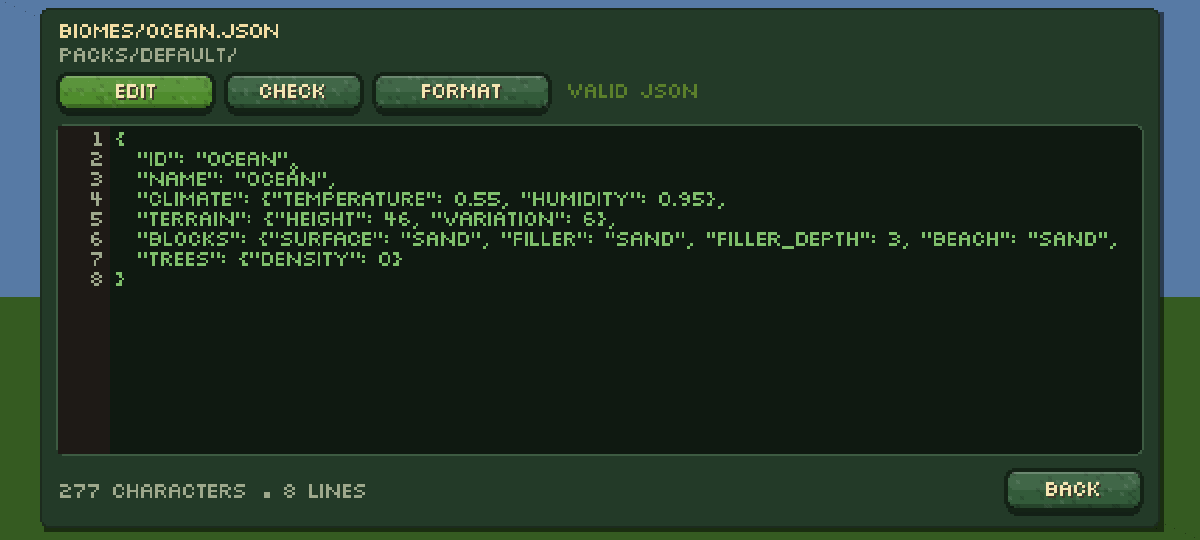 BIOMES/OCEAN.JSON
PACKS/DEFAULT/
EDIT CHECK FORMAT VALID JSON
1 {
2 "ID": "OCEAN",
3 "NAME": "OCEAN",
4 "CLIMATE": {"TEMPERATURE": 0.55, "HUMIDITY": 0.95},
5 "TERRAIN": {"HEIGHT": 46, "VARIATION": 6},
6 "BLOCKS": {"SURFACE": "SAND", "FILLER": "SAND", "FILLER_DEPTH": 3, "BEACH": "SAND",
7 "TREES": {"DENSITY": 0}
8 }
277 CHARACTERS . 8 LINES
BACK